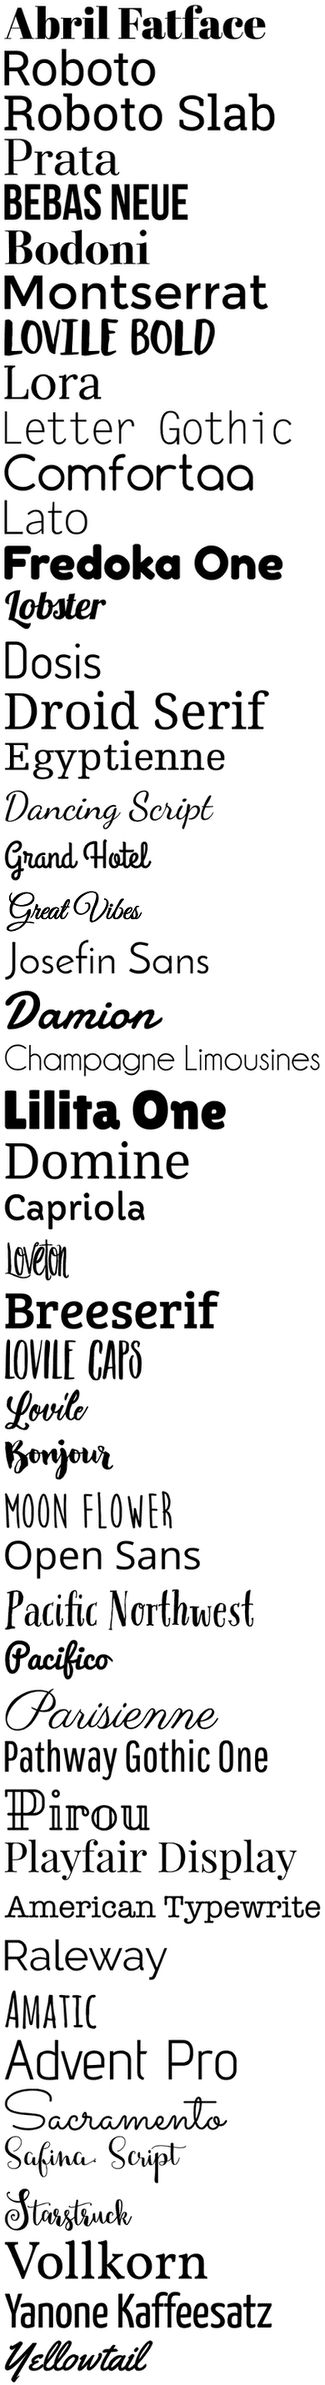 Abril Fatface
Roboto
Roboto Slab
Prata
BEBAS NEUE
Bodoni
Montserrat
LOVILE BOLD
Lora
Letter Gothic
Comfortaa
Lato
Fredoka One
Lobster
Dosis
Droid Serif
Egyptienne
Dancing Script
Grand Hotel
Great Vibes
Josefin Sans
Damion
Champagne Limousines
Lilita One
Domine
Capriola
Loveton
Breeserif
LOVILE CAPS
Lovile
Bonjour
MOON FLOWER
Open Sans
Pacific Northwest
Pacifico
Parisienne
Pathway Gothic One
Pirou
Playfair Display
American Typewrite
Raleway
AMATIC
Advent Pro
Sacramento
Safina Script
Starstruck
Vollkorn
Yanone Kaffeesatz
Yellowtail